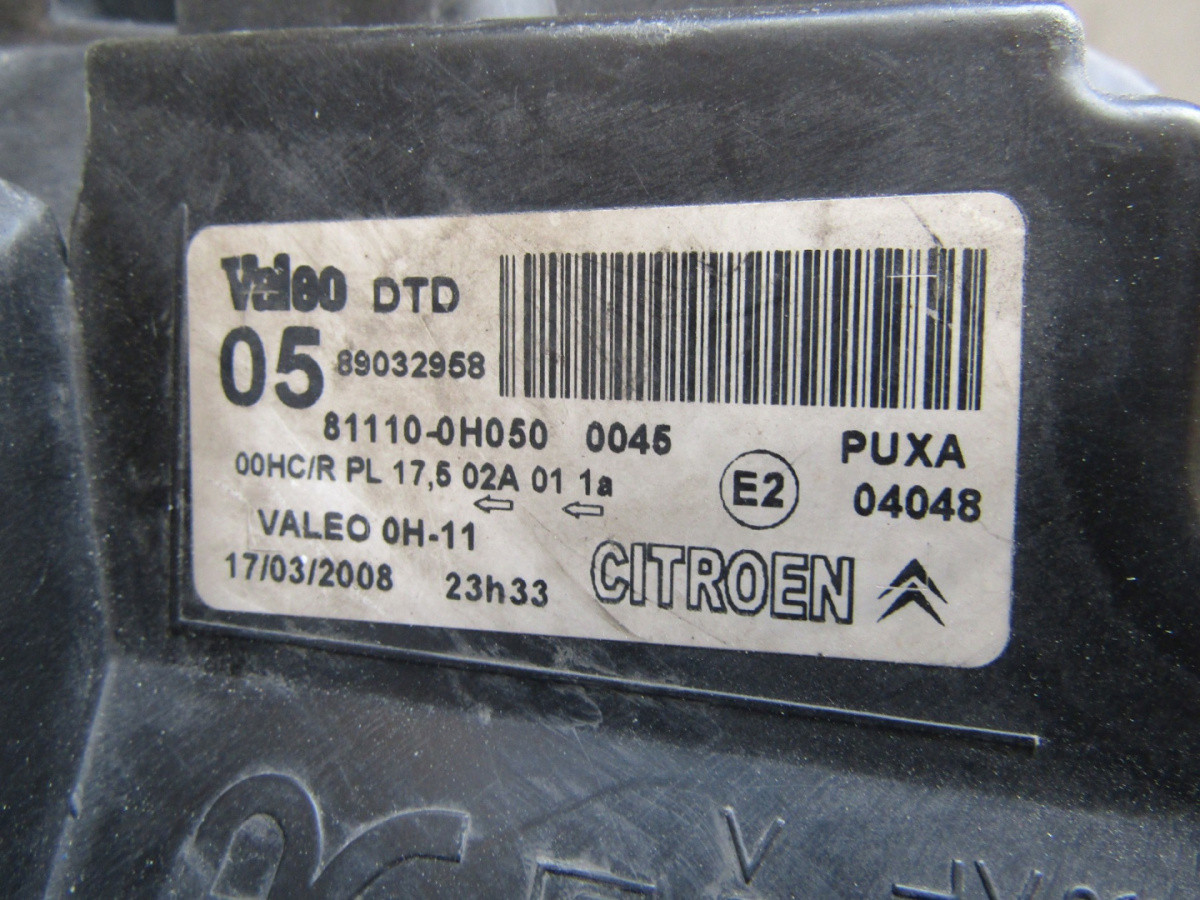 Valeo DTD
05 89032958
81110-0H050 0045 PUXA
00HC/R PL 17,5 02A 01 1a E2 04048
VALEO 0H-11
17/03/2008 23h33 CITROEN